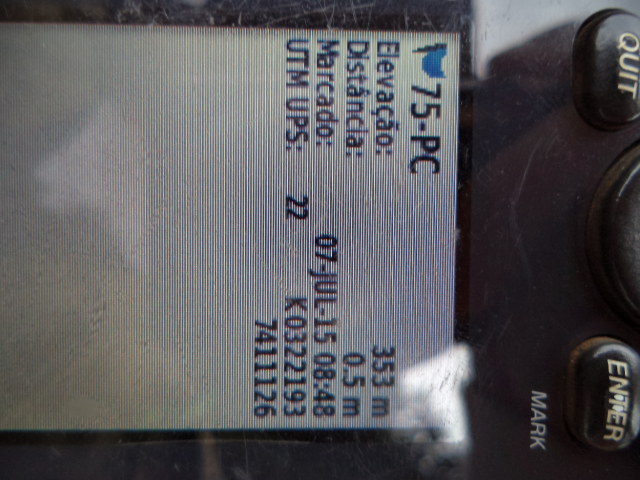 75-PC
Elevação: 353 m
Distância: 0.5 m
Marcado: 07-JUL-15 08:48
UTM UPS: 22 K0322193
7411126
QUIT
ENTER
MARK